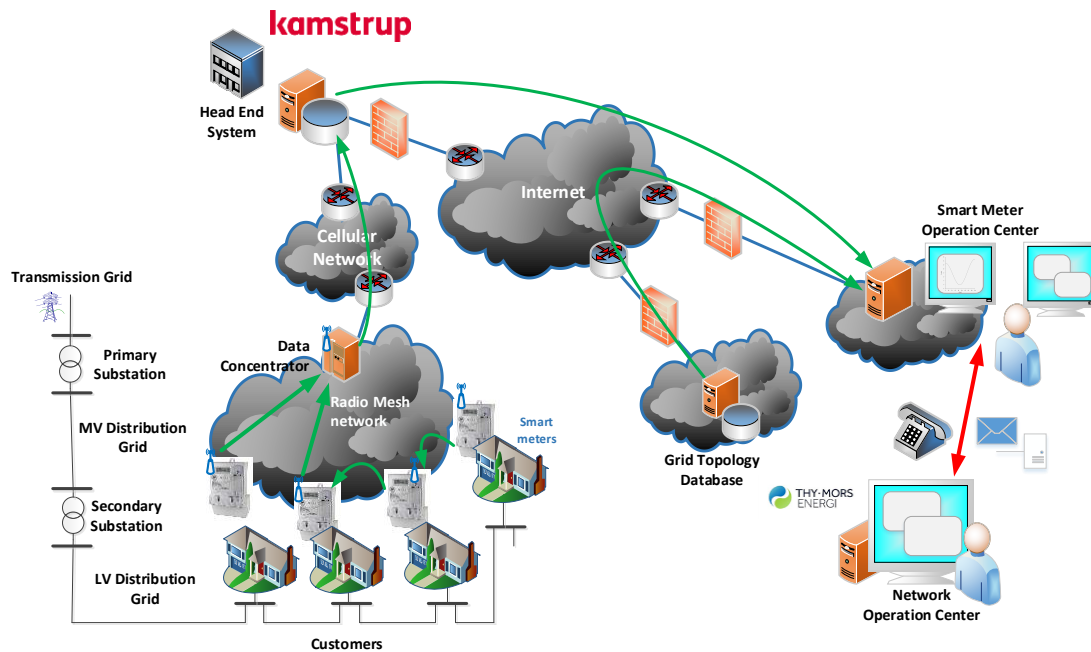 kamstrup
Head End
System
Internet
Cellular
Network
Smart Meter
Operation Center
Transmission Grid
Primary
Substation
Data
Concentrator
Radio Mesh
network
MV Distribution
Grid
Smart
meters
Grid Topology
Database
THY-MORS
ENERGI
Secondary
Substation
LV Distribution
Grid
Network
Operation Center
Customers